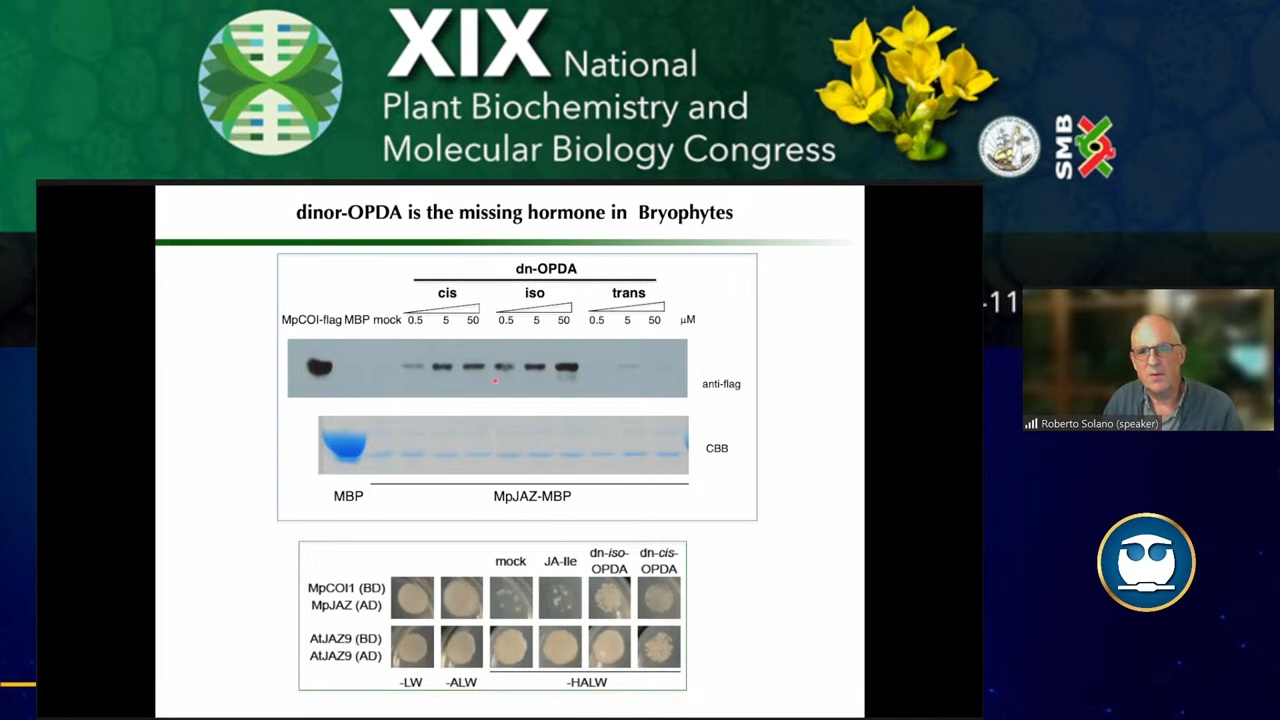 XIX National
Plant Biochemistry and
Molecular Biology Congress
SMB
dinor-OPDA is the missing hormone in Bryophytes
dn-OPDA
cis iso trans
MpCOI-flag MBP mock 0.5 5 50 0.5 5 50 0.5 5 50 µM
anti-flag
CBB
MBP MpJAZ-MBP
-11
Roberto Solano (speaker)
mock JA-Ile dn-iso-OPDA dn-cis-OPDA
MpCOI1 (BD)
MpJAZ (AD)
AtJAZ9 (BD)
AtJAZ9 (AD)
-LW -ALW -HALW